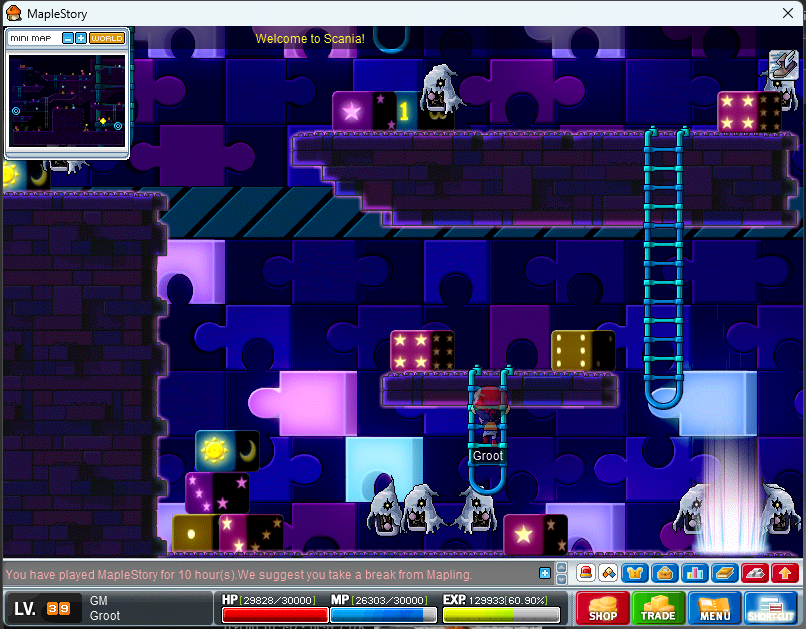 MapleStory
MINI MAP
WORLD
Welcome to Scania!
1
Groot
You have played MapleStory for 10 hour(s).We suggest you take a break from Mapling.
LV. 39
GM
Groot
HP [29828/30000]
MP [26303/30000]
EXP 129933[60.90%]
SHOP
TRADE
MENU
SHORTCUT